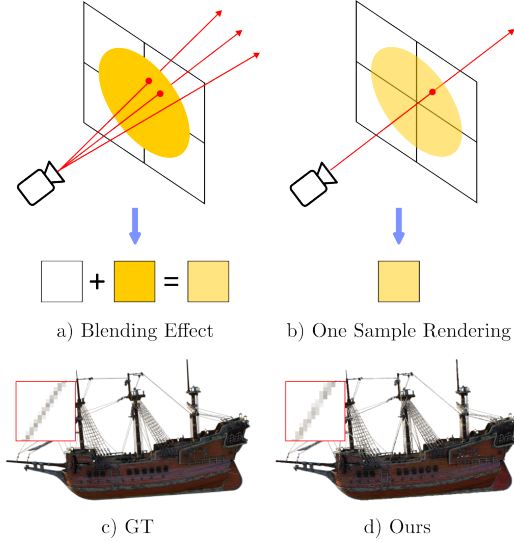 + =
a) Blending Effect
b) One Sample Rendering
c) GT
d) Ours